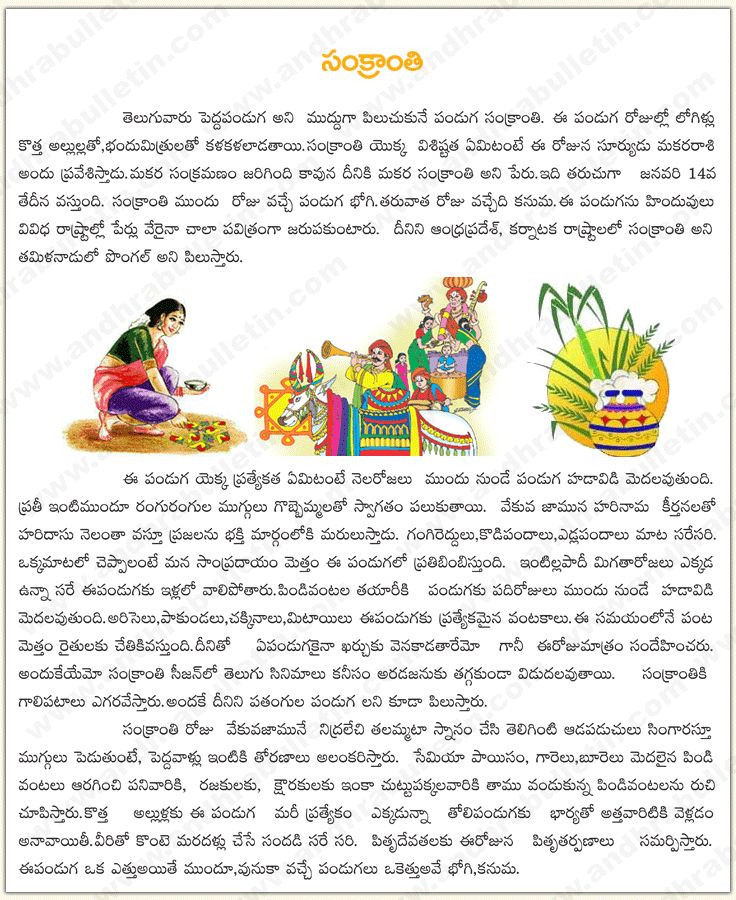 సంక్రాంతి
తెలుగువారు పెద్దపండుగ అని ముద్దుగా పిలుచుకునే పండుగ సంక్రాంతి. ఈ పండుగ రోజుల్లో లోగిళ్లు
కొత్త అల్లుల్లతో,భందుమిత్రులతో కళకళలాడతాయి.సంక్రాంతి యొక్క విశిష్టత ఏమిటంటే ఈ రోజున సూర్యుడు మకరరాశి
అందు ప్రవేశిస్తాడు.మకర సంక్రమణం జరిగింది కావున దీనికి మకర సంక్రాంతి అని పేరు.ఇది తరుచుగా జనవరి 14వ
తేదీన వస్తుంది. సంక్రాంతి ముందు రోజు వచ్చే పండుగ భోగి.తరువాత రోజు వచ్చేది కనుమ.ఈ పండుగను హిందువులు
వివిధ రాష్ట్రాల్లో పేర్లు వేరైనా చాలా పవిత్రంగా జరుపకుంటారు. దీనిని ఆంధ్రప్రదేశ్, కర్నాటక రాష్ట్రాలలో సంక్రాంతి అని
తమిళనాడులో పొంగల్ అని పిలుస్తారు.
ఈ పండుగ యెక్క ప్రత్యేకత ఏమిటంటే నెలరోజులు ముందు నుండే పండుగ హడావిడి మెదలవుతుంది.
ప్రతీ ఇంటిముందూ రంగురంగుల ముగ్గులు గొబ్బెమ్మలతో స్వాగతం పలుకుతాయి. వేకువ జామున హరినామ కీర్తనలతో
హరిదాసు నెలంతా వస్తూ ప్రజలను భక్తి మార్గంలోకి మరులుస్తాడు. గంగిరెద్దులు,కొడిపందాలు,ఎడ్లపందాలు మాట సరేసరి.
ఒక్కమాటలో చెప్పాలంటే మన సాంప్రదాయం మెత్తం ఈ పండుగలో ప్రతిబింబిస్తుంది. ఇంటిల్లపాదీ మిగతారోజులు ఎక్కడ
ఉన్నా సరే ఈపండుగకు ఇళ్లలో వాలిపోతారు.పిండివంటల తయారీకి పండుగకు పదిరోజులు ముందు నుండే హడావిడి
మెదలవుతుంది.అరిసెలు,పాకుండలు,చక్కినాలు,మిటాయిలు ఈపండుగకు ప్రత్యేకమైన వంటకాలు.ఈ సమయంలోనే పంట
మెత్తం రైతులకు చేతికివస్తుంది.దీనితో ఏపండుగకైనా ఖర్చుకు వెనకాడతారేమో గానీ ఈరోజుమాత్రం సందేహించరు.
అందుకేయేమో సంక్రాంతి సీజన్‌లో తెలుగు సినిమాలు కనీసం అరడజనుకు తగ్గకుండా విడుదలవుతాయి. సంక్రాంతికి
గాలిపటాలు ఎగరవేస్తారు.అందకే దీనిని పతంగుల పండుగ లని కూడా పిలుస్తారు.
సంక్రాంతి రోజు వేకువజామునే నిద్రలేచి తలమ్మటా స్నానం చేసి తెలిగింటి ఆడపడుచులు సింగారస్తూ
ముగ్గులు పెడుతుంటే, పెద్దవాళ్లు ఇంటికి తోరణాలు అలంకరిస్తారు. సేమియా పాయిసం, గారెలు,బూరెలు మెదలైన పిండి
వంటలు ఆరగించి పనివారికి, రజకులకు, క్షౌరకులకు ఇంకా చుట్టుపక్కలవారికి తాము వండుకున్న పిండివంటలను రుచి
చూపిస్తారు.కొత్త అల్లుళ్లకు ఈ పండుగ మరీ ప్రత్యేకం ఎక్కడున్నా తోలిపండుగకు భార్యతో అత్తవారిటికి వెళ్లడం
అనావాయితీ.వీరితో కొంటె మరదళ్లు చేసే సందడి సరే సరి. పితృదేవతలకు ఈరోజున పితృతర్పణాలు సమర్పిస్తారు.
ఈపండుగ ఒక ఎత్తుఅయితే ముందూ,వునుకా వచ్చే పండుగలు ఒకెత్తుఅవే భోగి,కనుమ.
www.andhrabulletin.com